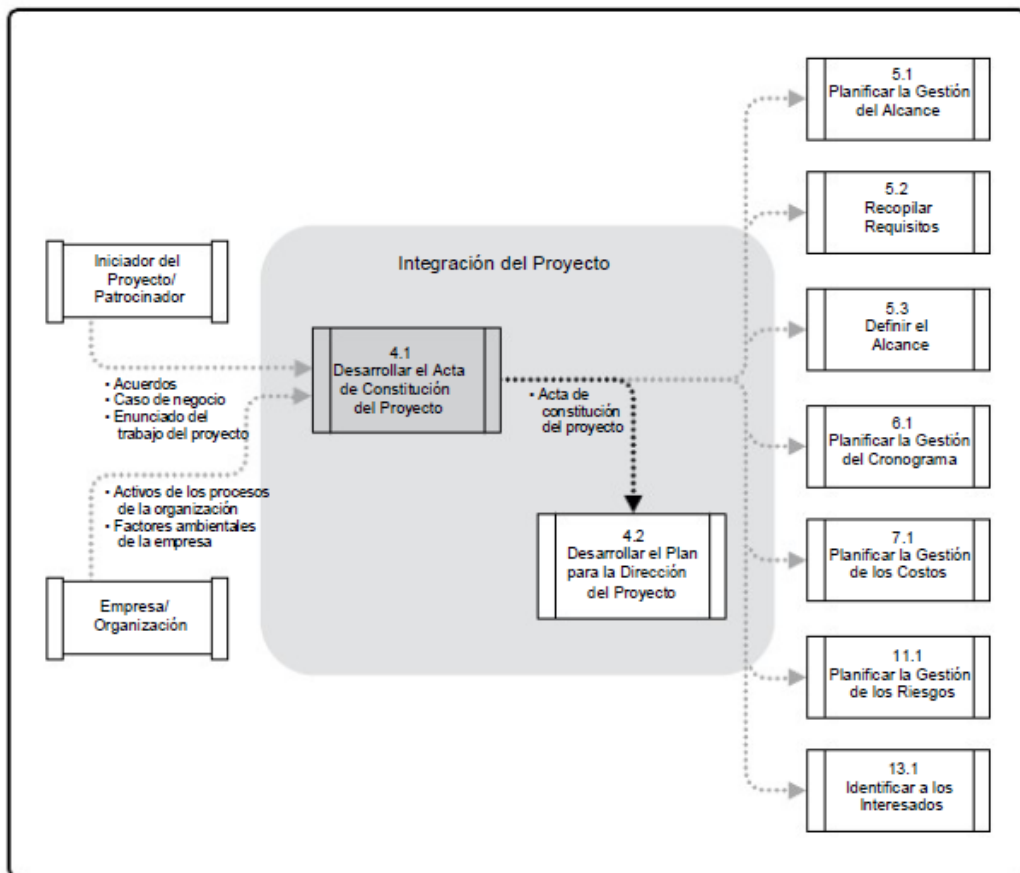 Iniciador del
Proyecto/
Patrocinador
• Acuerdos
• Caso de negocio
• Enunciado del
trabajo del proyecto
• Activos de los procesos
de la organización
• Factores ambientales
de la empresa
Empresa/
Organización
Integración del Proyecto
4.1
Desarrollar el Acta
de Constitución
del Proyecto
• Acta de
constitución
del proyecto
4.2
Desarrollar el Plan
para la Dirección
del Proyecto
5.1
Planificar la Gestión
del Alcance
5.2
Recopilar
Requisitos
5.3
Definir el
Alcance
6.1
Planificar la Gestión
del Cronograma
7.1
Planificar la Gestión
de los Costos
11.1
Planificar la Gestión
de los Riesgos
13.1
Identificar a los
Interesados